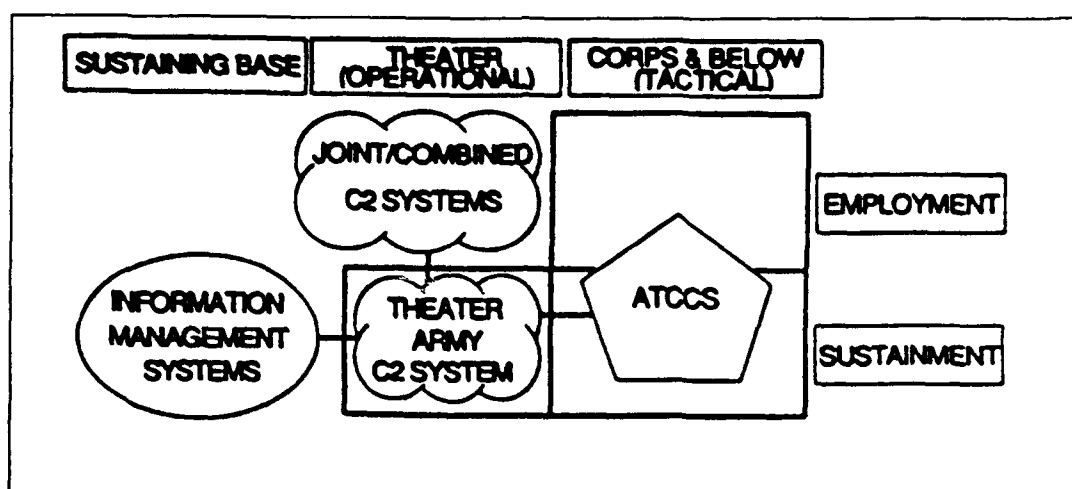 SUSTAINING BASE
THEATER
(OPERATIONAL)
CORPS & BELOW
(TACTICAL)
JOINT/COMBINED
C2 SYSTEMS
EMPLOYMENT
INFORMATION
MANAGEMENT
SYSTEMS
THEATER
ARMY
C2 SYSTEM
ATCCS
SUSTAINMENT